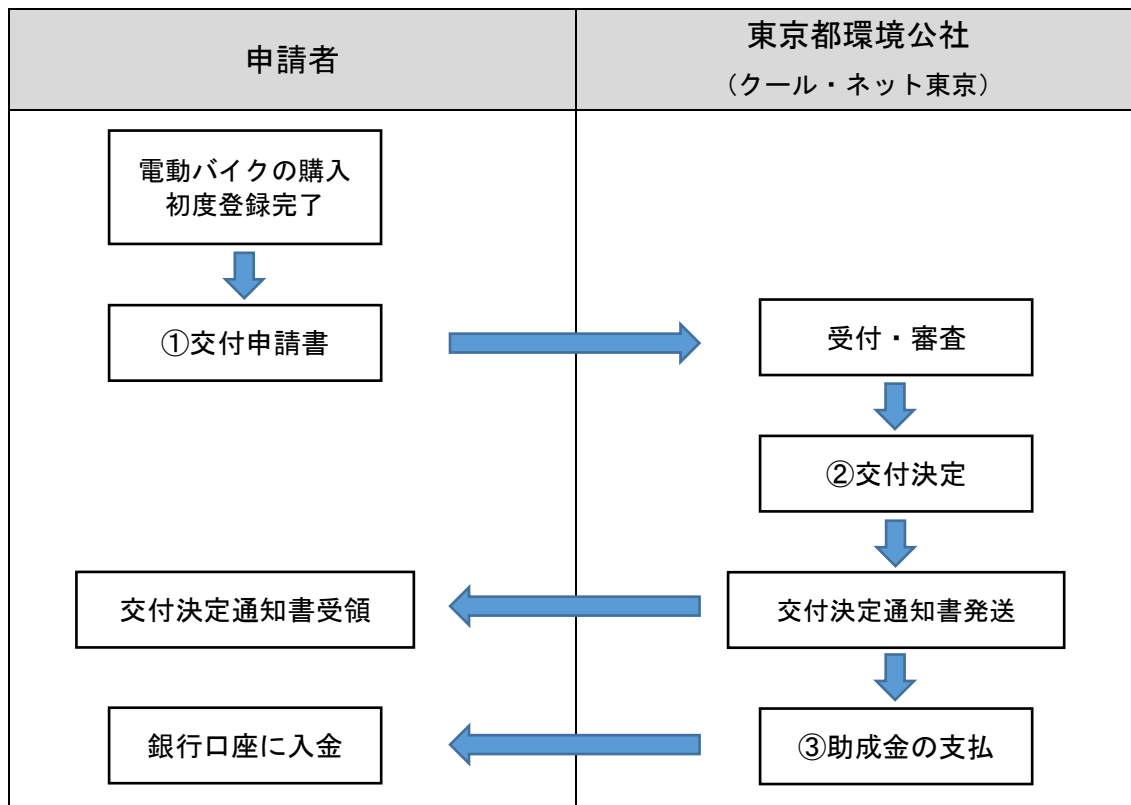 申請者
東京都環境公社
（クール・ネット東京）
電動バイクの購入
初度登録完了
①交付申請書
受付・審査
②交付決定
交付決定通知書受領
交付決定通知書発送
銀行口座に入金
③助成金の支払